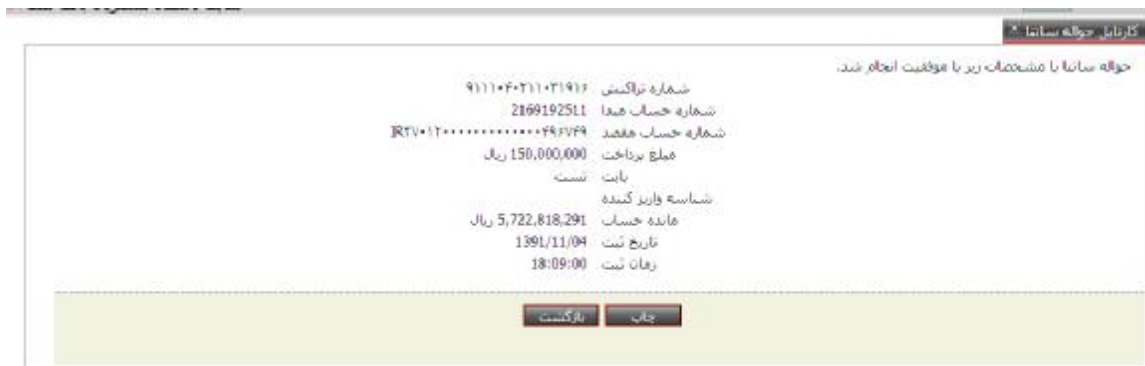 کارتابل حواله ساتنا
حواله ساتنا با مشخصات زیر با موفقیت انجام شد.
شماره تراکنش ۹۱۱۱۰۴۰۲۱۱۰۳۱۹۱۶
شماره حساب مبدا 2169192511
شماره حساب مقصد
مبلغ پرداخت 150,000,000 ریال
بابت تست
شناسه واریز کننده
مانده حساب 5,722,818,291 ریال
تاریخ ثبت 1391/11/04
زمان ثبت 18:09:00
چاپ بازگشت